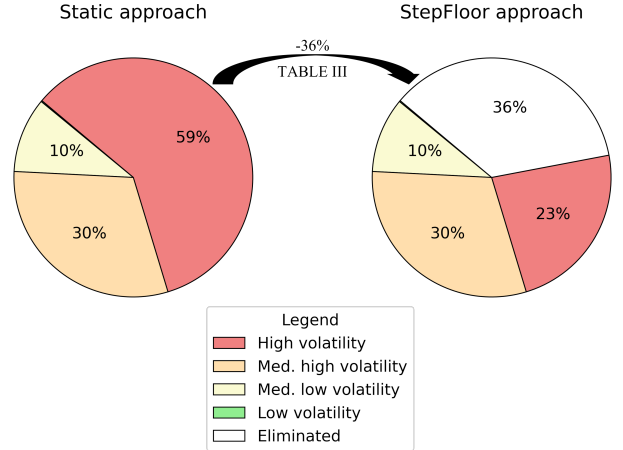 Static approach
StepFloor approach
-36%
TABLE III
59%
10%
30%
36%
10%
30%
23%
Legend
High volatility
Med. high volatility
Med. low volatility
Low volatility
Eliminated